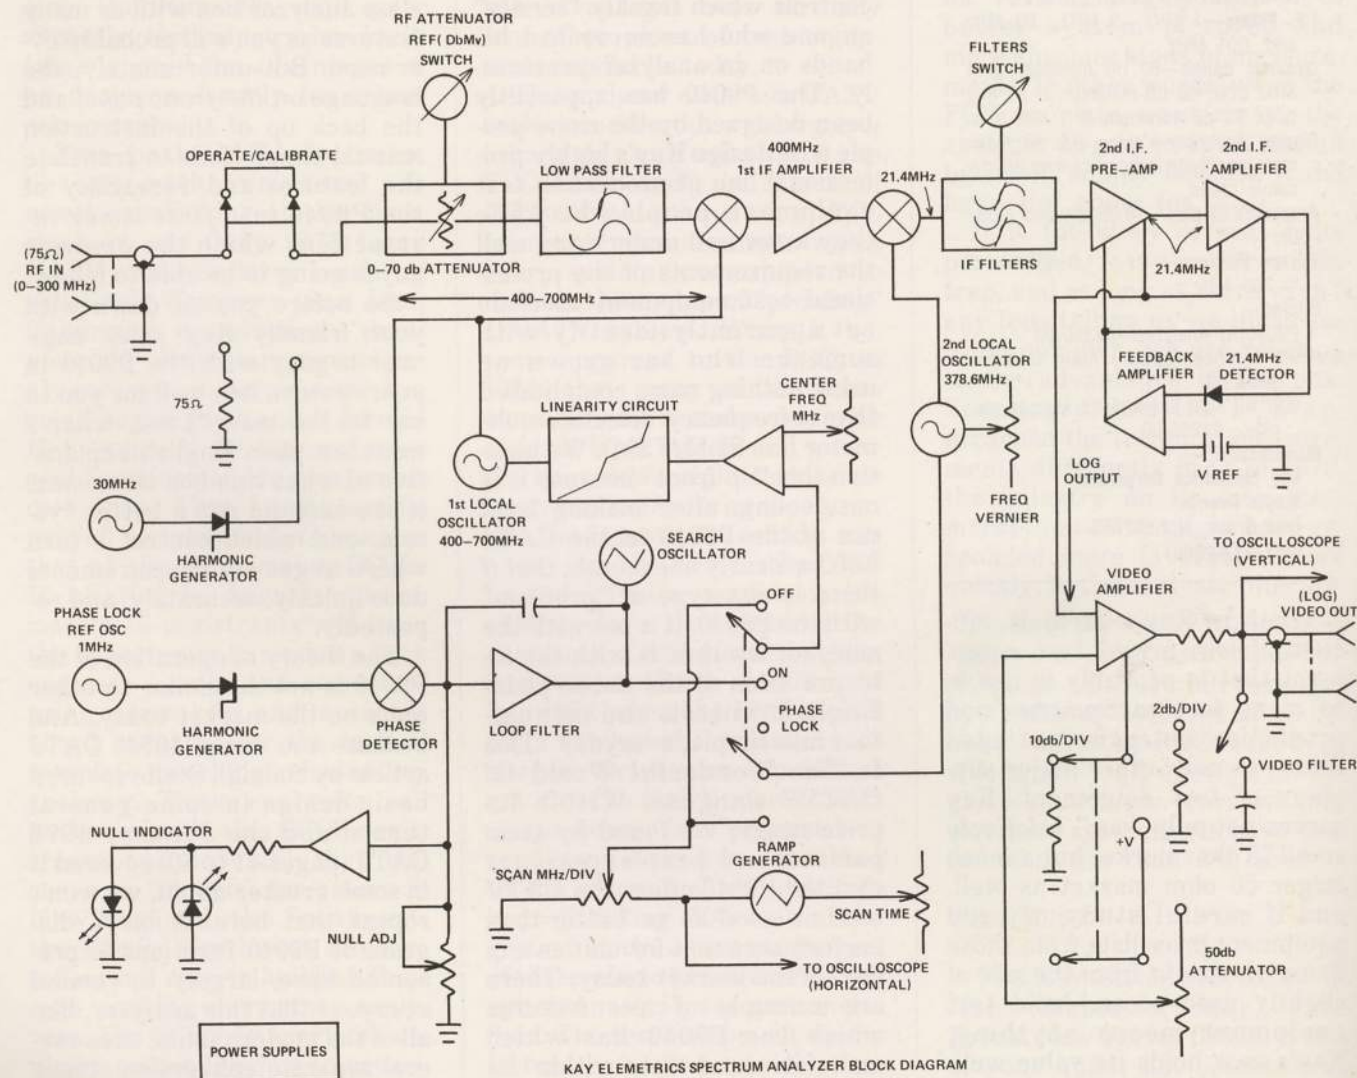 RF ATTENUATOR
REF( DbMv)
SWITCH
FILTERS
SWITCH
OPERATE/CALIBRATE
LOW PASS FILTER
400MHz
1st IF AMPLIFIER
21.4MHz
2nd I.F.
PRE-AMP
2nd I.F.
AMPLIFIER
(75Ω)
RF IN
(0–300 MHz)
0–70 db ATTENUATOR
400–700MHz
IF FILTERS
21.4MHz
75Ω
LINEARITY CIRCUIT
CENTER
FREQ
MHz
2nd LOCAL
OSCILLATOR
378.6MHz
FEEDBACK
AMPLIFIER
21.4MHz
DETECTOR
REF
30MHz
HARMONIC
GENERATOR
1st LOCAL
OSCILLATOR
400–700MHz
LOG
OUTPUT
FREQ
VERNIER
SEARCH
OSCILLATOR
TO OSCILLOSCOPE
(VERTICAL)
VIDEO
AMPLIFIER
(LOG)
VIDEO OUT
PHASE LOCK
REF OSC
1MHz
OFF
ON
PHASE
LOCK
HARMONIC
GENERATOR
PHASE
DETECTOR
LOOP FILTER
2db/DIV
10db/DIV
VIDEO FILTER
+V
NULL INDICATOR
RAMP
GENERATOR
SCAN MHz/DIV
SCAN TIME
NULL ADJ
TO OSCILLOSCOPE
(HORIZONTAL)
50db
ATTENUATOR
POWER SUPPLIES
KAY ELEMETRICS SPECTRUM ANALYZER BLOCK DIAGRAM